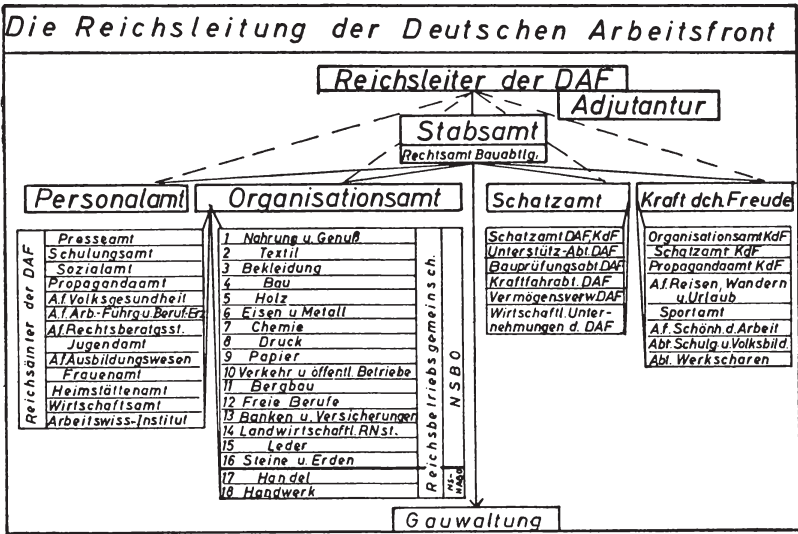 Die Reichsleitung der Deutschen Arbeitsfront
Reichsleiter der DAF
Adjutantur
Stabsamt
Rechtsamt Bauabtlg.
Personalamt
Organisationsamt
Schatzamt
Kraft dch. Freude
Reichsämter der DAF
Presseamt
Schulungsamt
Sozialamt
Propagandaamt
A.f.Volksgesundheit
A.f.Arb.-Führg u. Beruf-Erz
A.f.Rechtsberatgsst.
Jugendamt
A.f.Ausbildungswesen
Frauenamt
Heimstättenamt
Wirtschaftsamt
Arbeitswiss-Institut
1 Nahrung u. Genuß
2 Textil
3 Bekleidung
4 Bau
5 Holz
6 Eisen u Metall
7 Chemie
8 Druck
9 Papier
10 Verkehr u öffentl. Betriebe
11 Bergbau
12 Freie Berufe
13 Banken u. Versicherungen
14 Landwirtschaftl. RNst.
15 Leder
16 Steine u. Erden
17 Handel
18 Handwerk
Reichsbetriebsgemeinsch.
NSBO
NS-HAGO
Schatzamt DAF, KdF
Unterstütz-Abt. DAF
Bauprüfungsabt. DAF
Kraftfahrabt. DAF
Vermögensverw. DAF
Wirtschaftl. Unter-
nehmungen d. DAF
Organisationsamt KdF
Schatzamt KdF
Propagandaamt KdF
A.f.Reisen, Wandern
u. Urlaub
Sportamt
A.f. Schönh. d. Arbeit
Abt. Schulg u. Volksbild.
Abt. Werkscharen
Gauwaltung